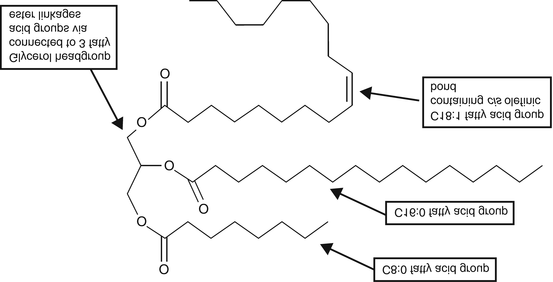 Glycerol headgroup
connected to 3 fatty
acid groups via
ester linkages
C18:1 fatty acid group
containing cis olefinic
bond
O
O
O
O
C16:0 fatty acid group
O
O
C8:0 fatty acid group